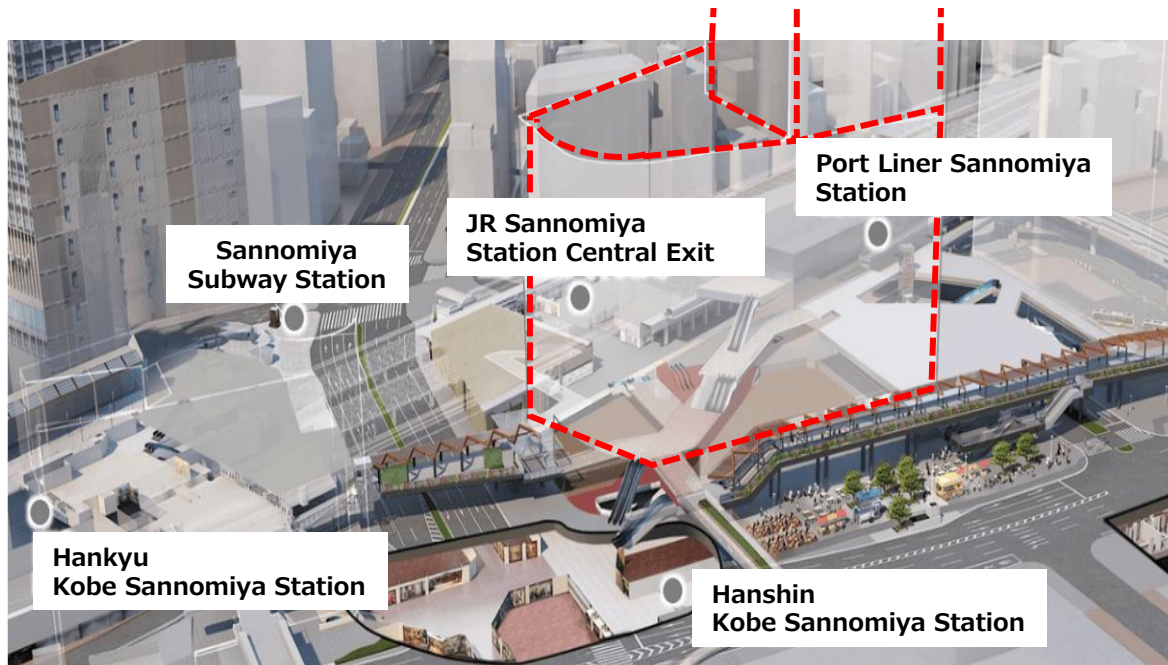 Port Liner Sannomiya
Station
JR Sannomiya
Station Central Exit
Sannomiya
Subway Station
Hankyu
Kobe Sannomiya Station
Hanshin
Kobe Sannomiya Station